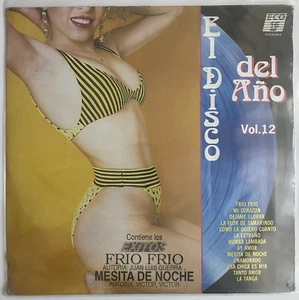 El Disco
del
Año
Vol.12
FRIO FRIO
MI CORAZON
DEJAME LLORAR
LA FLOR DE TAMARINDO
COMO LA QUIERO CUANTO
LA EXTRAÑO
RUMBA LAMBADA
AY AMOR
MESITA DE NOCHE
ENAMORADO
LA CHICA ES MIA
TANTO AMOR
LA TANGA
Contiene los
EXITOS
FRIO FRIO
AUTORIA: JUAN LUIS GUERRA
MESITA DE NOCHE
AUTORIA: VICTOR, VICTOR